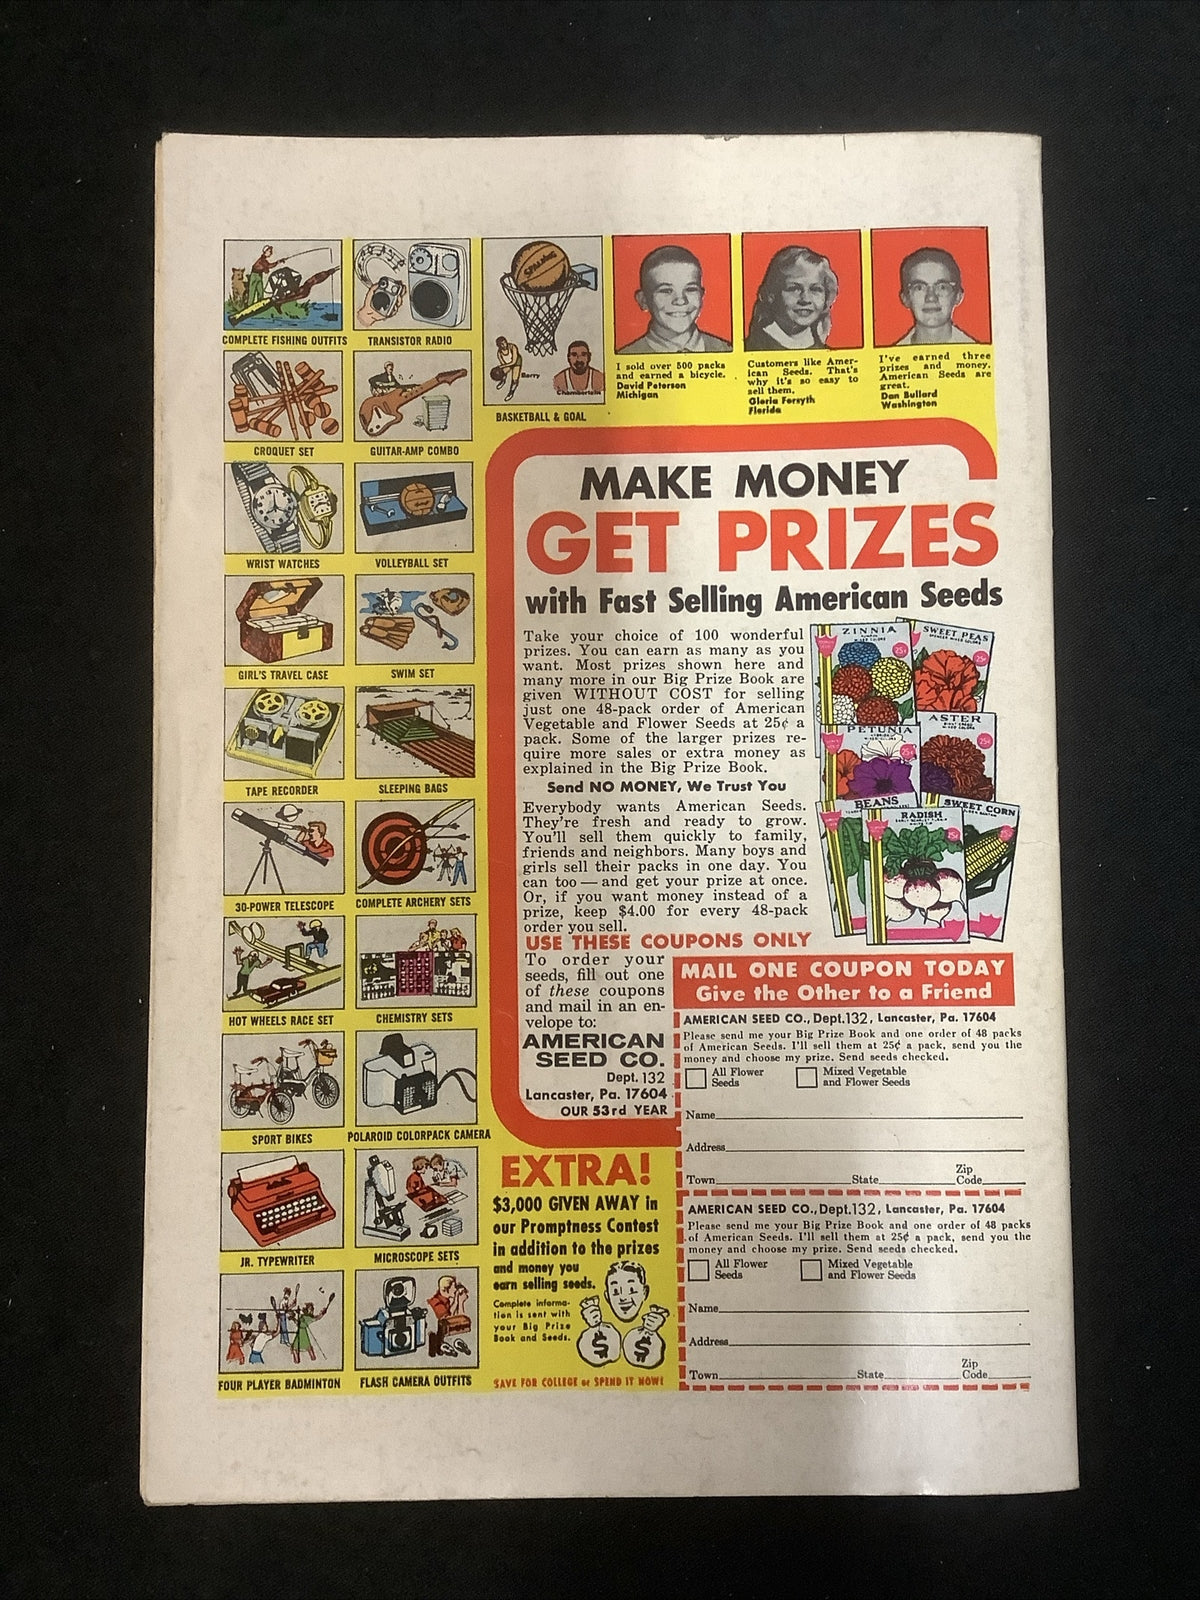 COMPLETE FISHING OUTFITS
TRANSISTOR RADIO
SPALDING
Barry
Chamberlain
BASKETBALL & GOAL
I sold over 500 packs
and earned a bicycle.
David Peterson
Michigan
Customers like Amer-
ican Seeds. That's
why it's so easy to
sell them.
Gloria Forsyth
Florida
I've earned three
prizes and money.
American Seeds are
great.
Dan Bullard
Washington
CROQUET SET
GUITAR-AMP COMBO
WRIST WATCHES
VOLLEYBALL SET
GIRL'S TRAVEL CASE
SWIM SET
TAPE RECORDER
SLEEPING BAGS
30-POWER TELESCOPE
COMPLETE ARCHERY SETS
HOT WHEELS RACE SET
CHEMISTRY SETS
SPORT BIKES
POLAROID COLORPACK CAMERA
JR. TYPEWRITER
MICROSCOPE SETS
FOUR PLAYER BADMINTON
FLASH CAMERA OUTFITS
MAKE MONEY
GET PRIZES
with Fast Selling American Seeds
Take your choice of 100 wonderful
prizes. You can earn as many as you
want. Most prizes shown here and
many more in our Big Prize Book are
given WITHOUT COST for selling
just one 48-pack order of American
Vegetable and Flower Seeds at 25¢ a
pack. Some of the larger prizes re-
quire more sales or extra money as
explained in the Big Prize Book.
Send NO MONEY, We Trust You
Everybody wants American Seeds.
They're fresh and ready to grow.
You'll sell them quickly to family,
friends and neighbors. Many boys and
girls sell their packs in one day. You
can too — and get your prize at once.
Or, if you want money instead of a
prize, keep $4.00 for every 48-pack
order you sell.
ZINNIA
25¢
SWEET PEAS
25¢
PETUNIA
25¢
ASTER
25¢
BEANS
RADISH
25¢
SWEET CORN
USE THESE COUPONS ONLY
To order your
seeds, fill out one
of these coupons
and mail in an en-
velope to:
AMERICAN
SEED CO.
Dept. 132
Lancaster, Pa. 17604
OUR 53rd YEAR
MAIL ONE COUPON TODAY
Give the Other to a Friend
AMERICAN SEED CO., Dept. 132, Lancaster, Pa. 17604
Please send me your Big Prize Book and one order of 48 packs
of American Seeds. I'll sell them at 25¢ a pack, send you the
money and choose my prize. Send seeds checked.
All Flower
Seeds
Mixed Vegetable
and Flower Seeds
Name
Address
Town State Zip Code
AMERICAN SEED CO., Dept. 132, Lancaster, Pa. 17604
Please send me your Big Prize Book and one order of 48 packs
of American Seeds. I'll sell them at 25¢ a pack, send you the
money and choose my prize. Send seeds checked.
All Flower
Seeds
Mixed Vegetable
and Flower Seeds
Name
Address
Town State Zip Code
EXTRA!
$3,000 GIVEN AWAY in
our Promptness Contest
in addition to the prizes
and money you
earn selling seeds.
Complete informa-
tion is sent with
your Big Prize
Book and Seeds.
$ $
SAVE FOR COLLEGE or SPEND IT NOW!